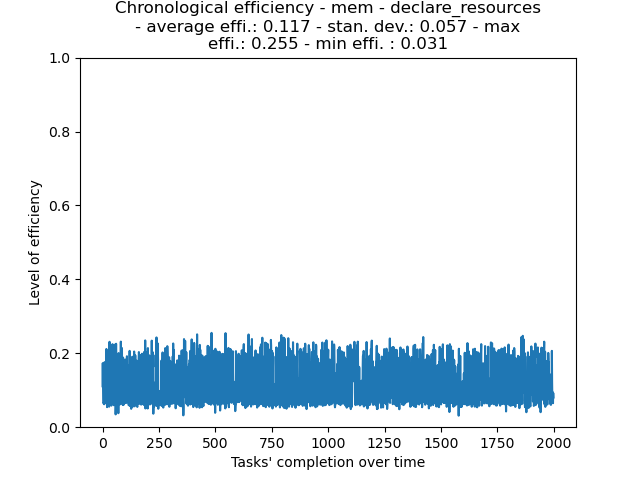 Chronological efficiency - mem - declare_resources
- average effi.: 0.117 - stan. dev.: 0.057 - max
effi.: 0.255 - min effi. : 0.031
1.0
0.8
0.6
0.4
0.2
0.0
Level of efficiency
0 250 500 750 1000 1250 1500 1750 2000
Tasks' completion over time